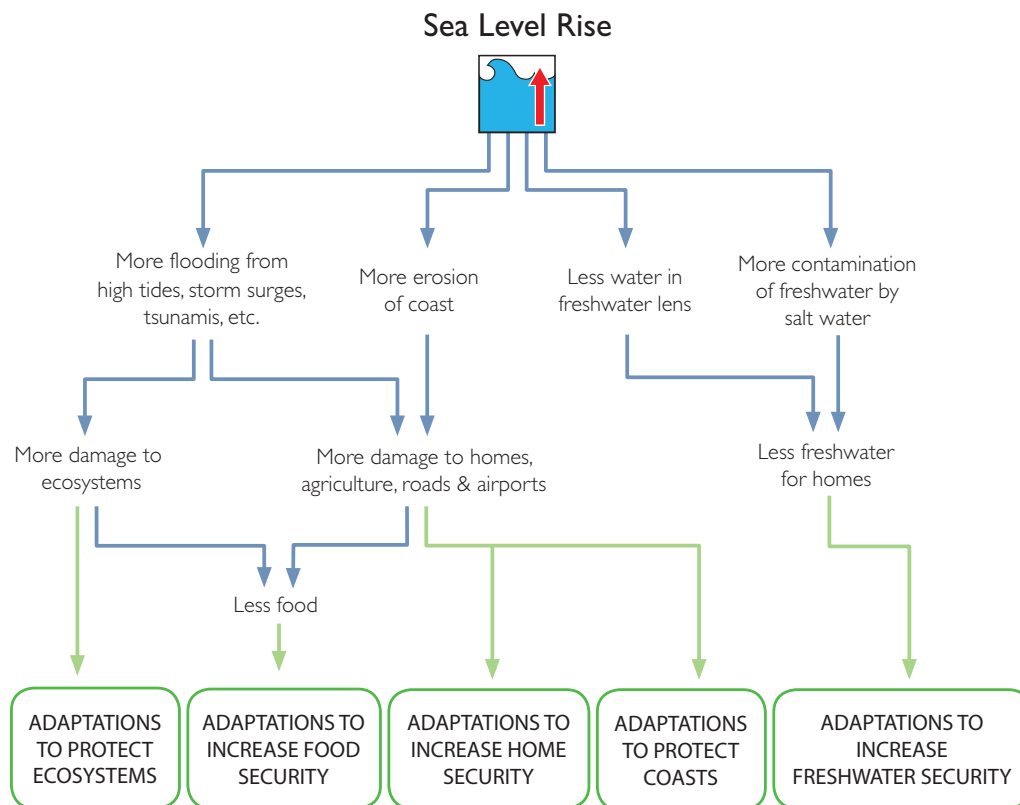 Sea Level Rise
More flooding from
high tides, storm surges,
tsunamis, etc.
More erosion
of coast
Less water in
freshwater lens
More contamination
of freshwater by
salt water
More damage to
ecosystems
More damage to homes,
agriculture, roads & airports
Less freshwater
for homes
Less food
ADAPTATIONS
TO PROTECT
ECOSYSTEMS
ADAPTATIONS TO
INCREASE FOOD
SECURITY
ADAPTATIONS TO
INCREASE HOME
SECURITY
ADAPTATIONS
TO PROTECT
COASTS
ADAPTATIONS TO
INCREASE
FRESHWATER SECURITY